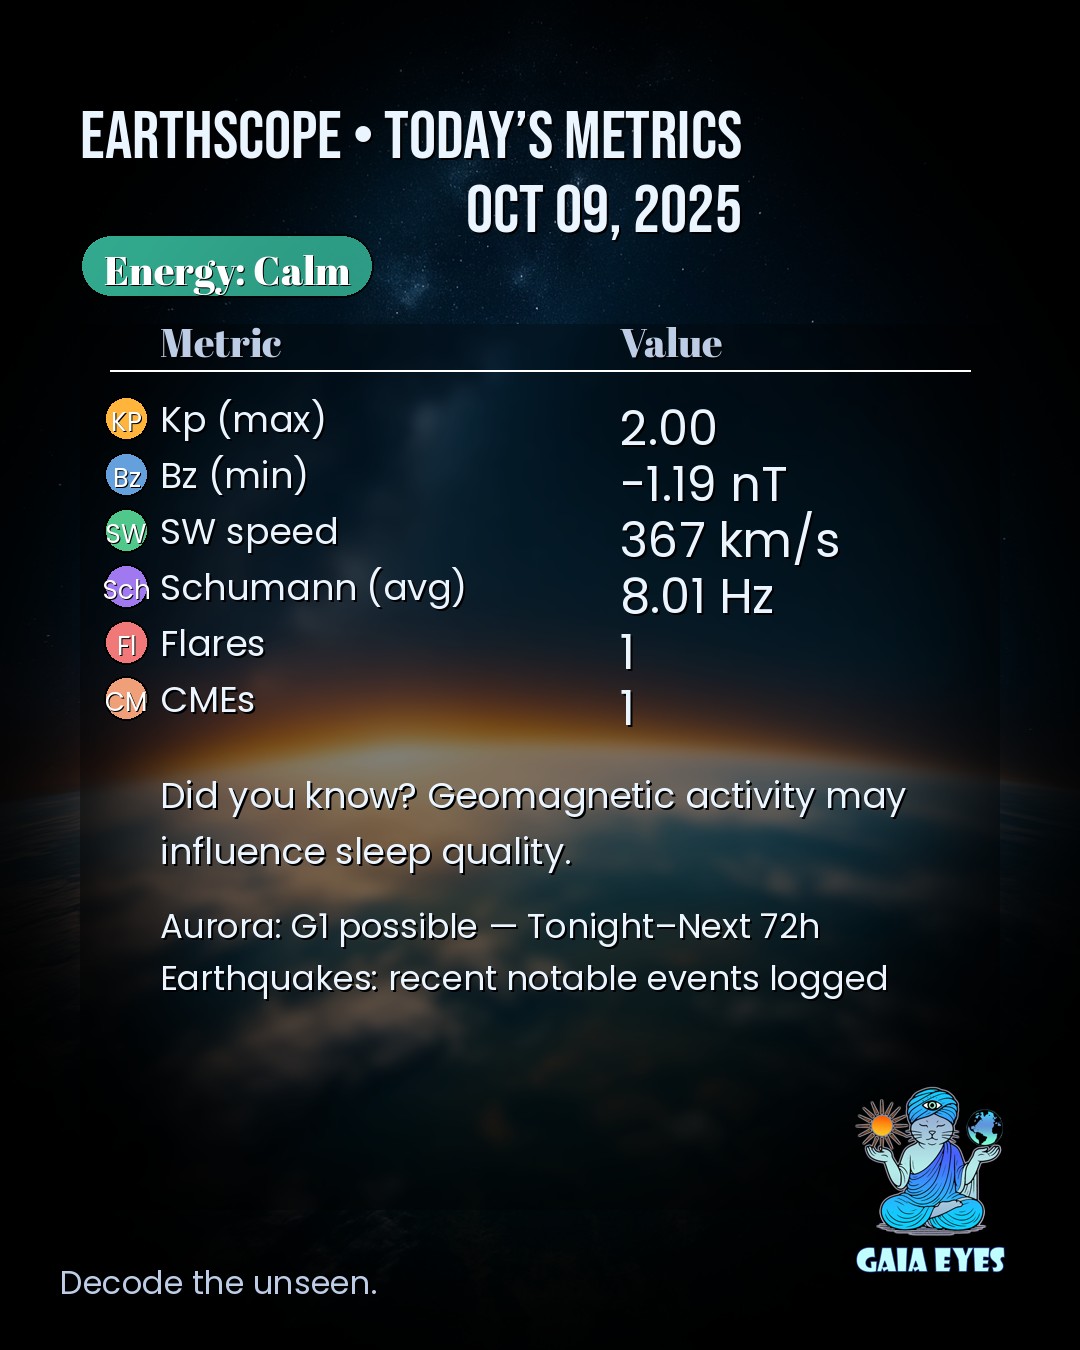 EARTHSCOPE • TODAY’S METRICS
OCT 09, 2025
Energy: Calm
Metric Value
KP Kp (max) 2.00
Bz Bz (min) -1.19 nT
SW SW speed 367 km/s
Sch Schumann (avg) 8.01 Hz
Fl Flares 1
CM CMEs 1
Did you know? Geomagnetic activity may
influence sleep quality.
Aurora: G1 possible — Tonight–Next 72h
Earthquakes: recent notable events logged
GAIA EYES
Decode the unseen.